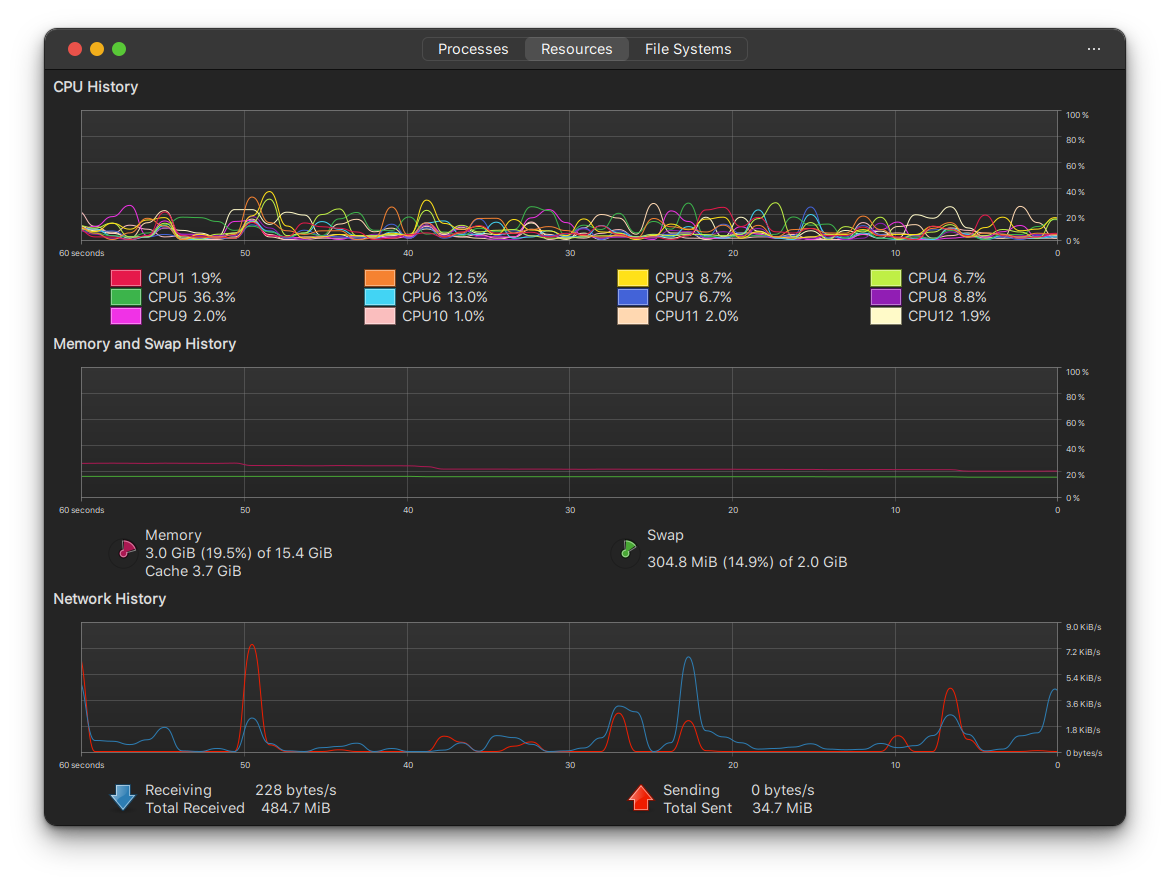 Processes Resources File Systems ...
CPU History
100 %
80 %
60 %
40 %
20 %
0 %
60 seconds 50 40 30 20 10 0
CPU1 1.9% CPU2 12.5% CPU3 8.7% CPU4 6.7%
CPU5 36.3% CPU6 13.0% CPU7 6.7% CPU8 8.8%
CPU9 2.0% CPU10 1.0% CPU11 2.0% CPU12 1.9%
Memory and Swap History
100 %
80 %
60 %
40 %
20 %
0 %
60 seconds 50 40 30 20 10 0
Memory
3.0 GiB (19.5%) of 15.4 GiB
Cache 3.7 GiB
Swap
304.8 MiB (14.9%) of 2.0 GiB
Network History
9.0 KiB/s
7.2 KiB/s
5.4 KiB/s
3.6 KiB/s
1.8 KiB/s
0 bytes/s
60 seconds 50 40 30 20 10 0
Receiving 228 bytes/s
Total Received 484.7 MiB
Sending 0 bytes/s
Total Sent 34.7 MiB